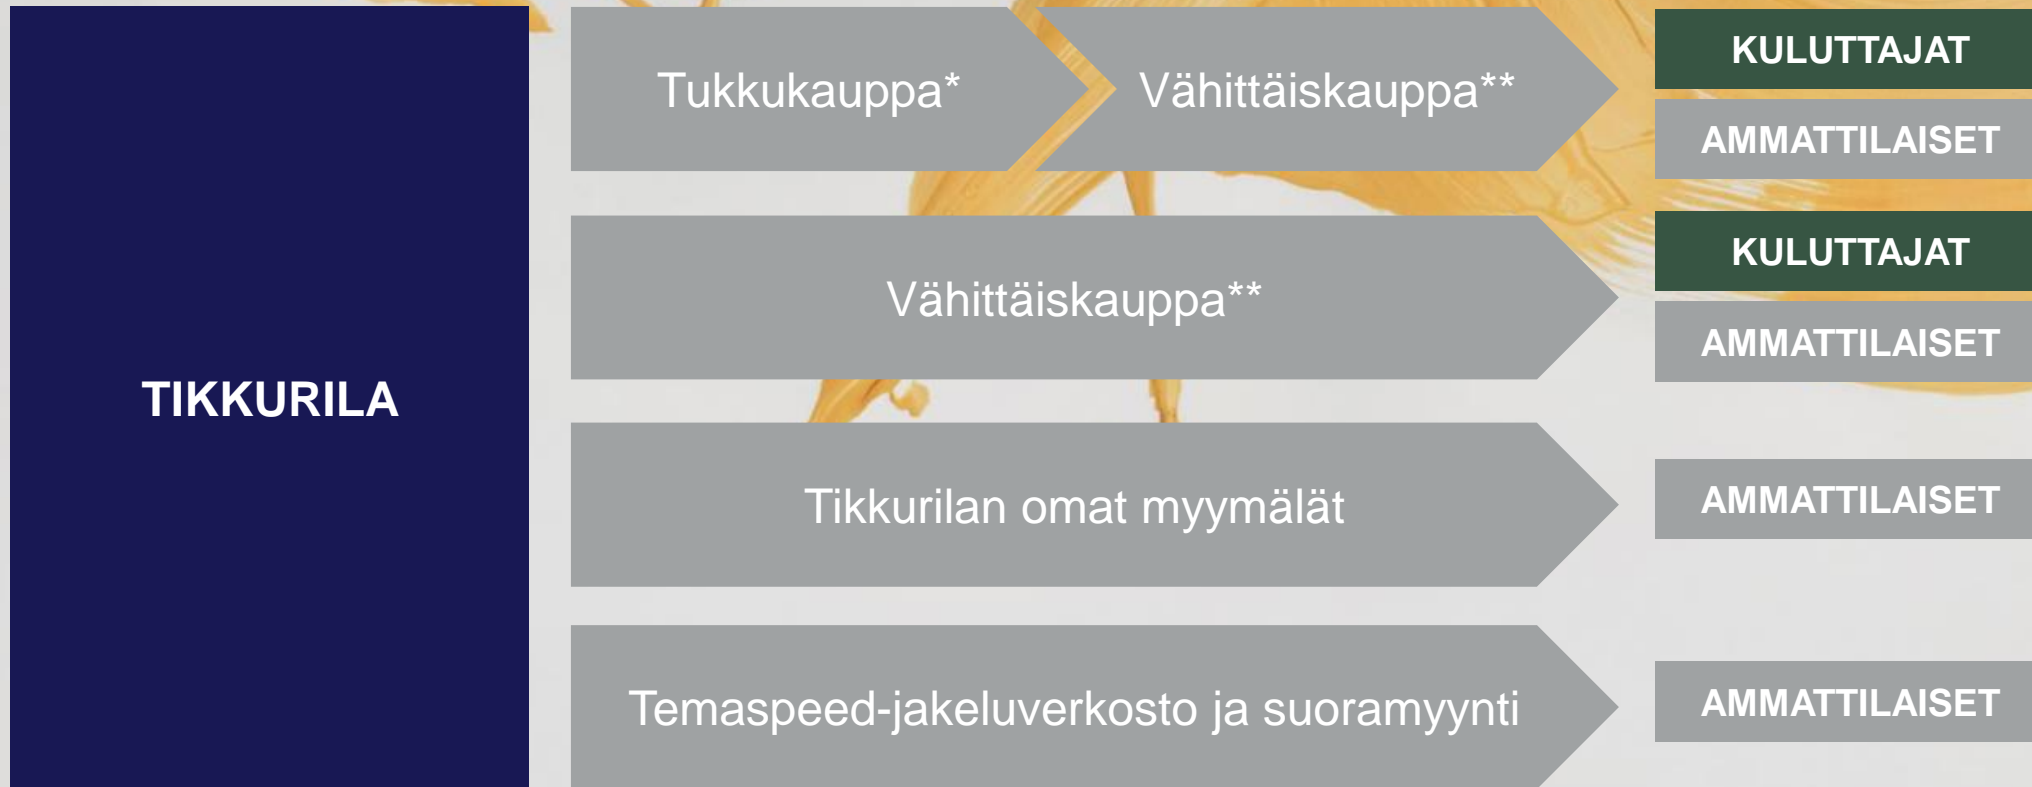 TIKKURILA
Tukkukauppa*
Vähittäiskauppa**
KULUTTAJAT
AMMATTILAISET
Vähittäiskauppa**
KULUTTAJAT
AMMATTILAISET
Tikkurilan omat myymälät
AMMATTILAISET
Temaspeed-jakeluverkosto ja suoramyynti
AMMATTILAISET